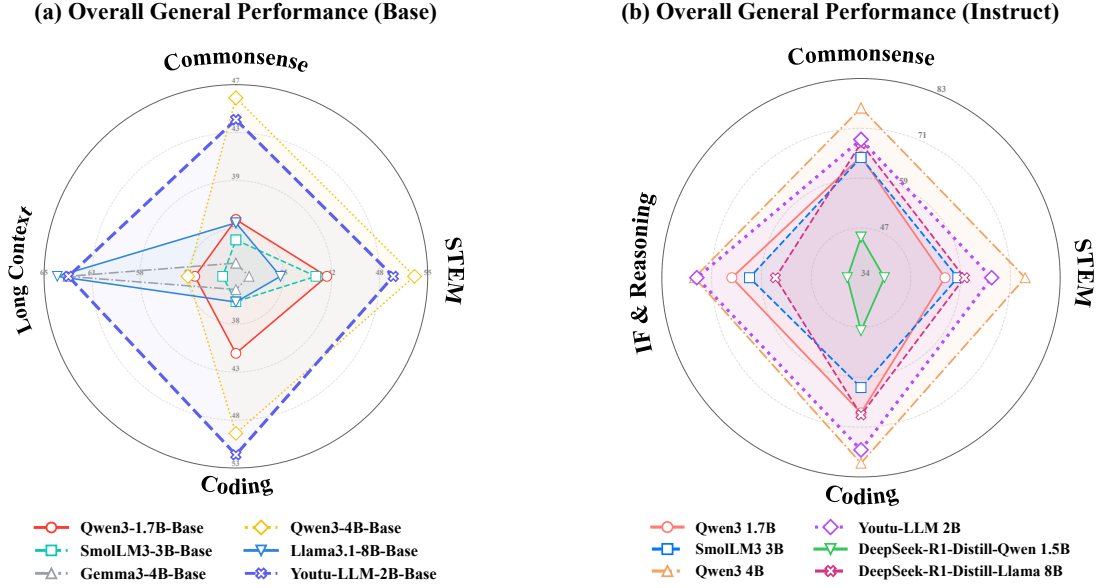 (a) Overall General Performance (Base)
Commonsense
47
43
39
STEM
48
55
Long Context
65
61
58
38
43
48
53
Coding
Qwen3-1.7B-Base
Qwen3-4B-Base
SmolLM3-3B-Base
Llama3.1-8B-Base
Gemma3-4B-Base
Youtu-LLM-2B-Base
(b) Overall General Performance (Instruct)
Commonsense
83
71
59
47
34
STEM
IF & Reasoning
Coding
Qwen3 1.7B
Youtu-LLM 2B
SmolLM3 3B
DeepSeek-R1-Distill-Qwen 1.5B
Qwen3 4B
DeepSeek-R1-Distill-Llama 8B